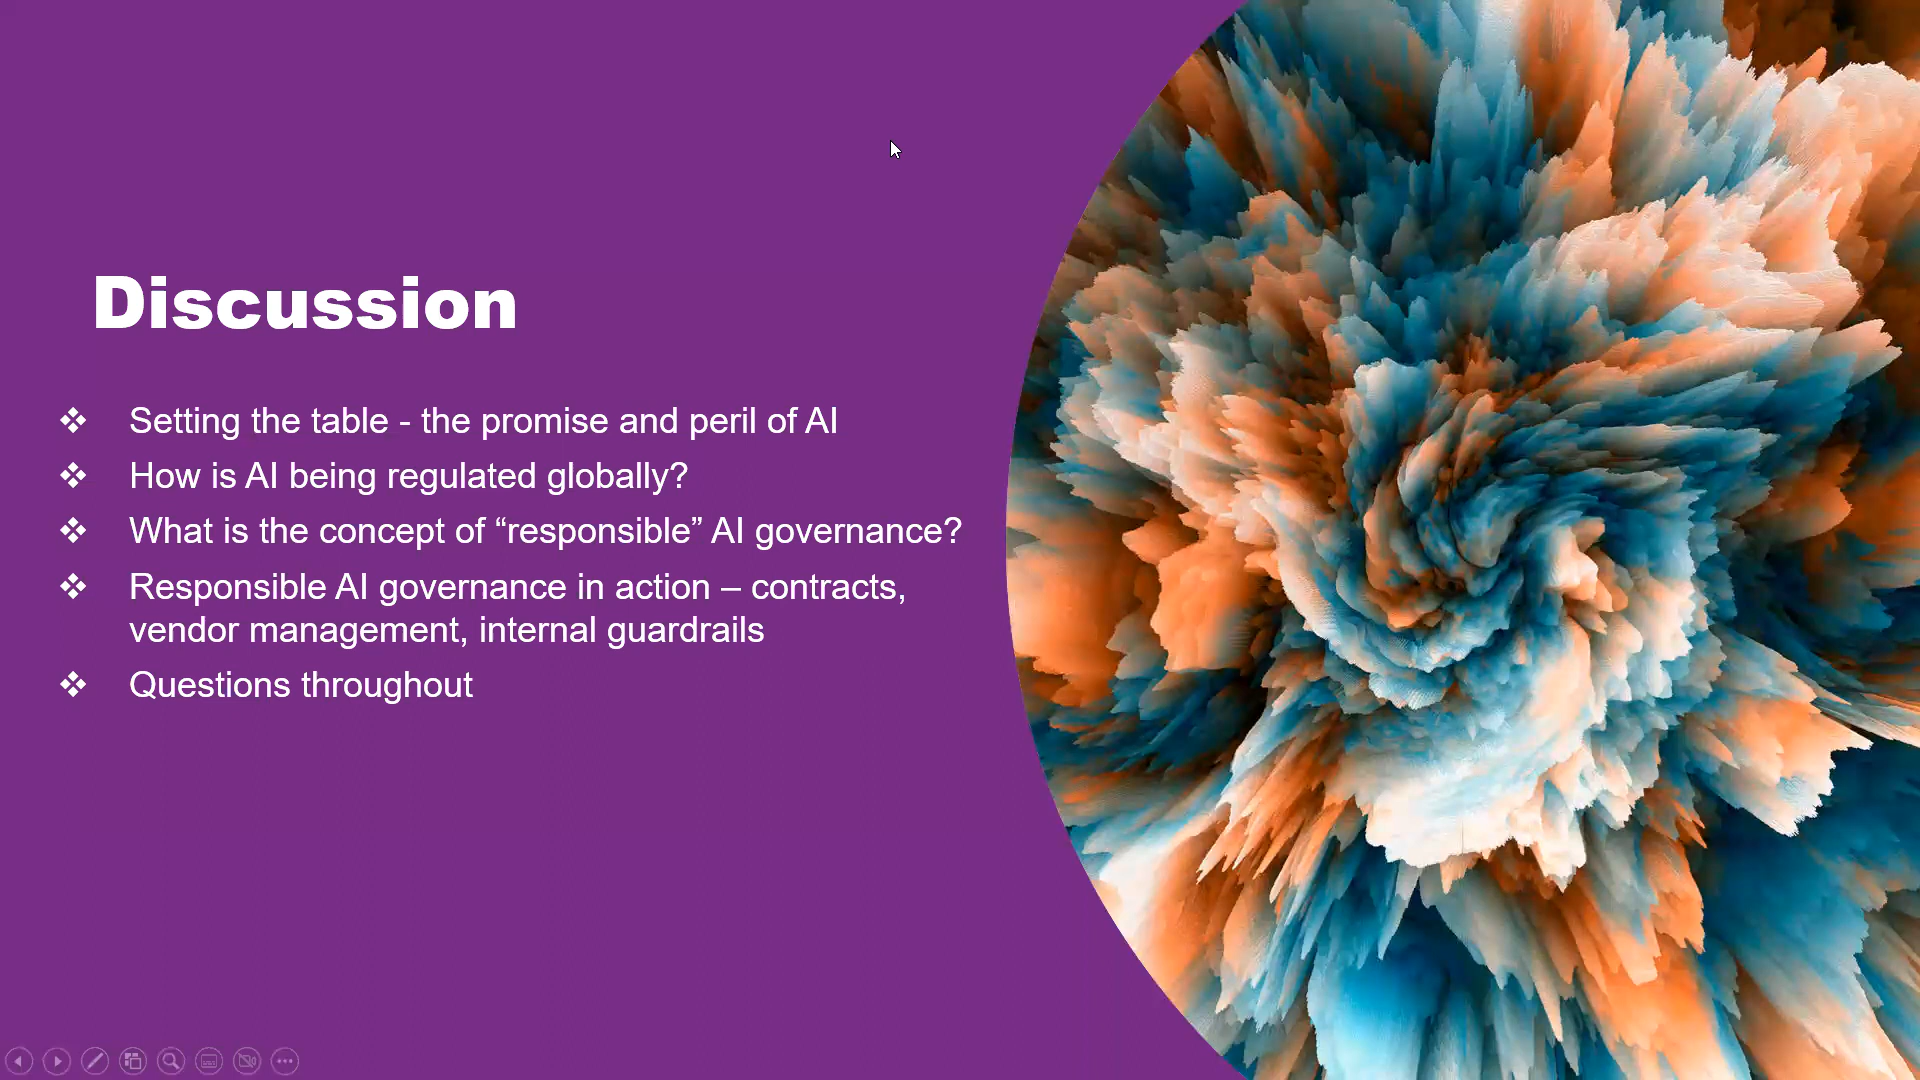 Discussion
❖ Setting the table - the promise and peril of AI
❖ How is AI being regulated globally?
❖ What is the concept of “responsible” AI governance?
❖ Responsible AI governance in action – contracts,
vendor management, internal guardrails
❖ Questions throughout